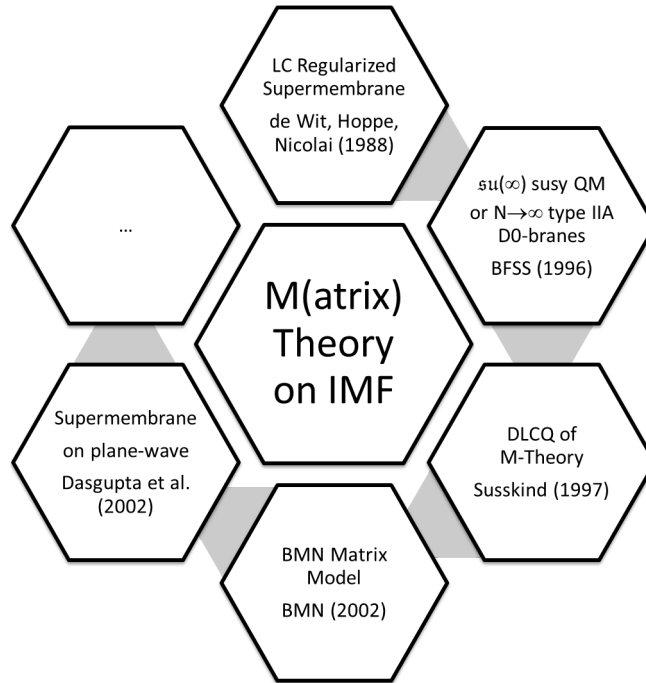 LC Regularized
Supermembrane
de Wit, Hoppe,
Nicolai (1988)
𝔰𝔲(∞) susy QM
or N→∞ type IIA
D0-branes
BFSS (1996)
DLCQ of
M-Theory
Susskind (1997)
BMN Matrix
Model
BMN (2002)
Supermembrane
on plane-wave
Dasgupta et al.
(2002)
...
M(atrix)
Theory
on IMF